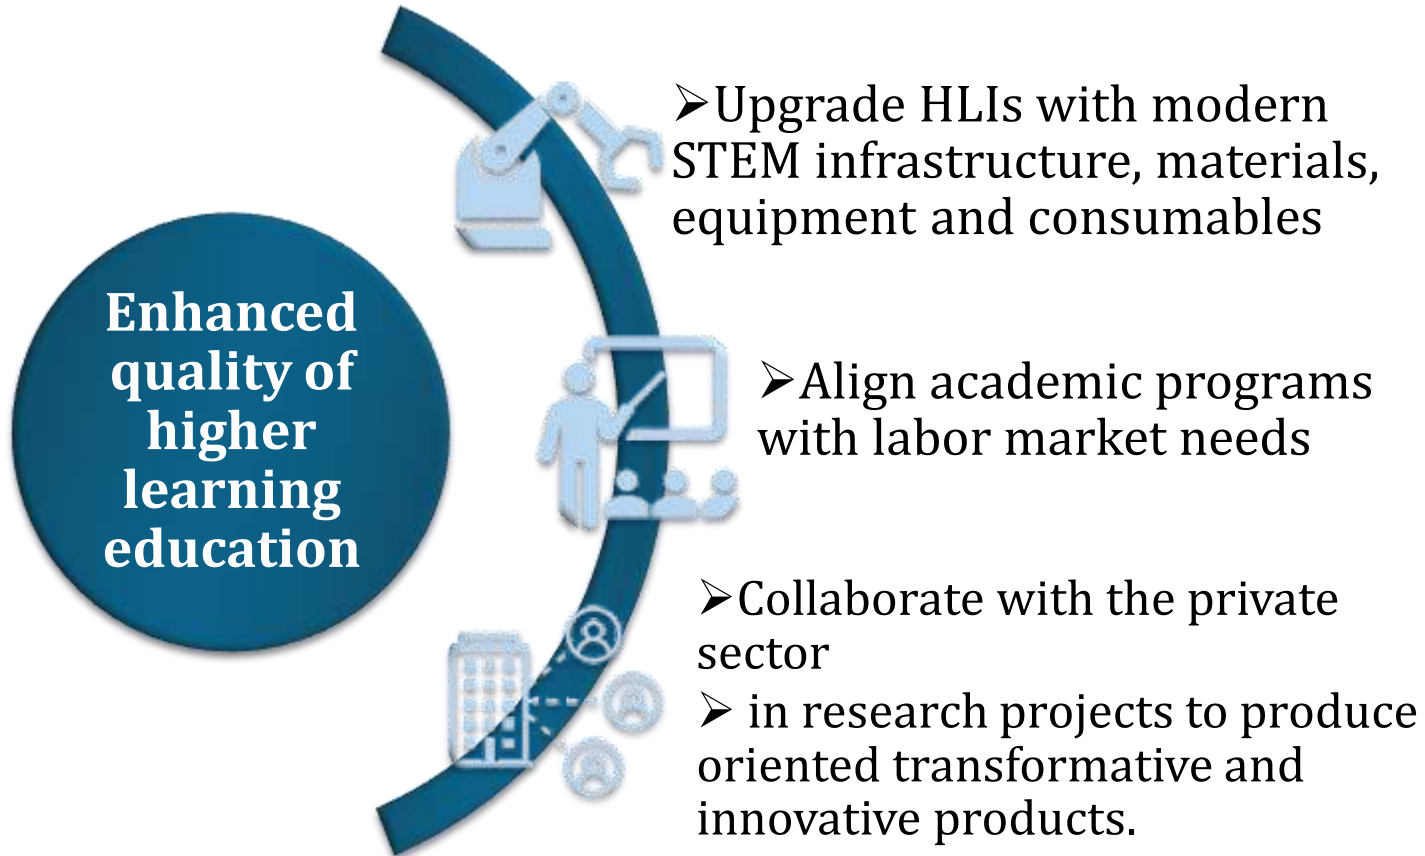 Enhanced
quality of
higher
learning
education
➢Upgrade HLIs with modern
STEM infrastructure, materials,
equipment and consumables
➢Align academic programs
with labor market needs
➢Collaborate with the private
sector
➢ in research projects to produce
oriented transformative and
innovative products.